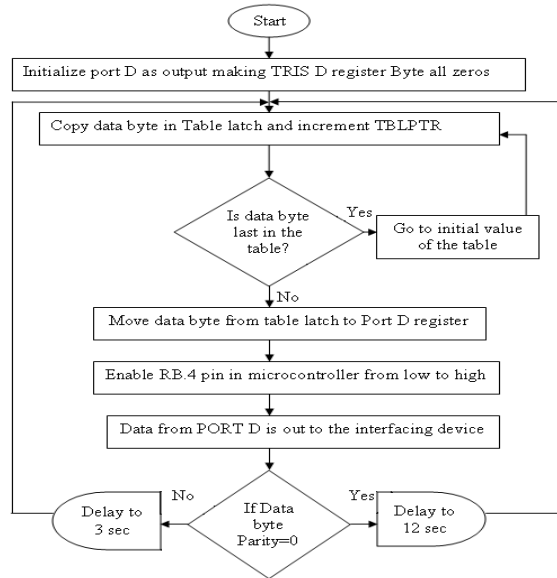 Start
Initialize port D as output making TRIS D register Byte all zeros
Copy data byte in Table latch and increment TBLPTR
Is data byte
last in the
table?
Yes
Go to initial value
of the table
No
Move data byte from table latch to Port D register
Enable RB.4 pin in microcontroller from low to high
Data from PORT D is out to the interfacing device
If Data
byte
Parity=0
No
Delay to
3 sec
Yes
Delay to
12 sec